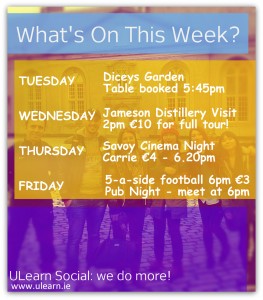 What's On This Week?
TUESDAY Diceys Garden
Table booked 5:45pm
WEDNESDAY Jameson Distillery Visit
2pm €10 for full tour!
THURSDAY Savoy Cinema Night
Carrie €4 - 6.20pm
FRIDAY 5-a-side football 6pm €3
Pub Night - meet at 6pm
ULearn Social: we do more!
www.ulearn.ie